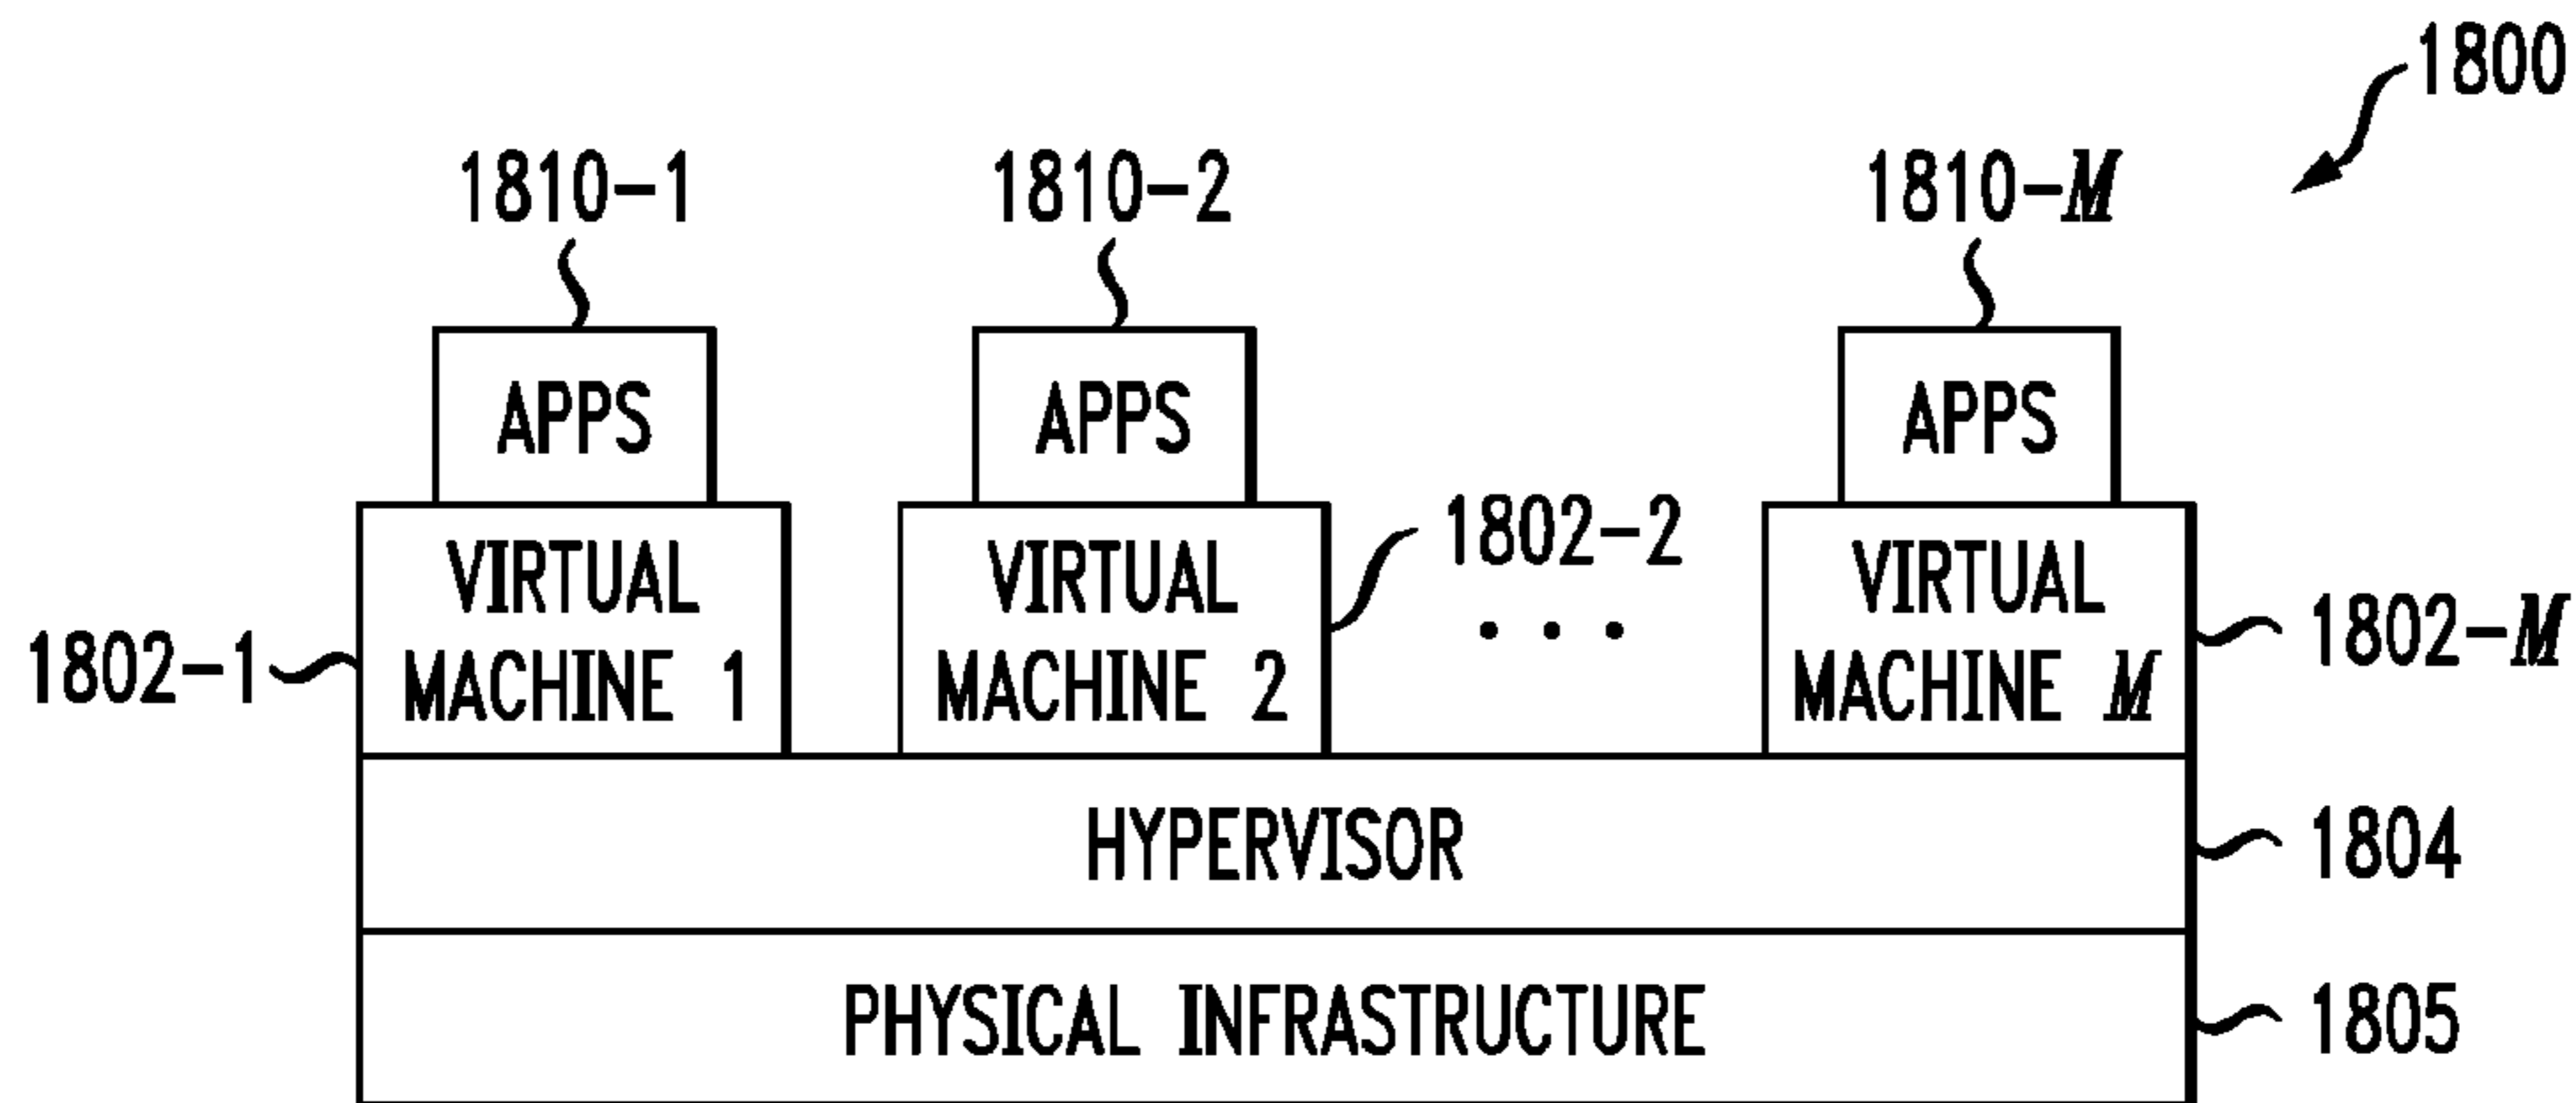 1800
1810-1
1810-2
1810-M
APPS
APPS
APPS
1802-1
VIRTUAL
MACHINE 1
VIRTUAL
MACHINE 2
1802-2
. . .
VIRTUAL
MACHINE M
1802-M
HYPERVISOR
1804
PHYSICAL INFRASTRUCTURE
1805